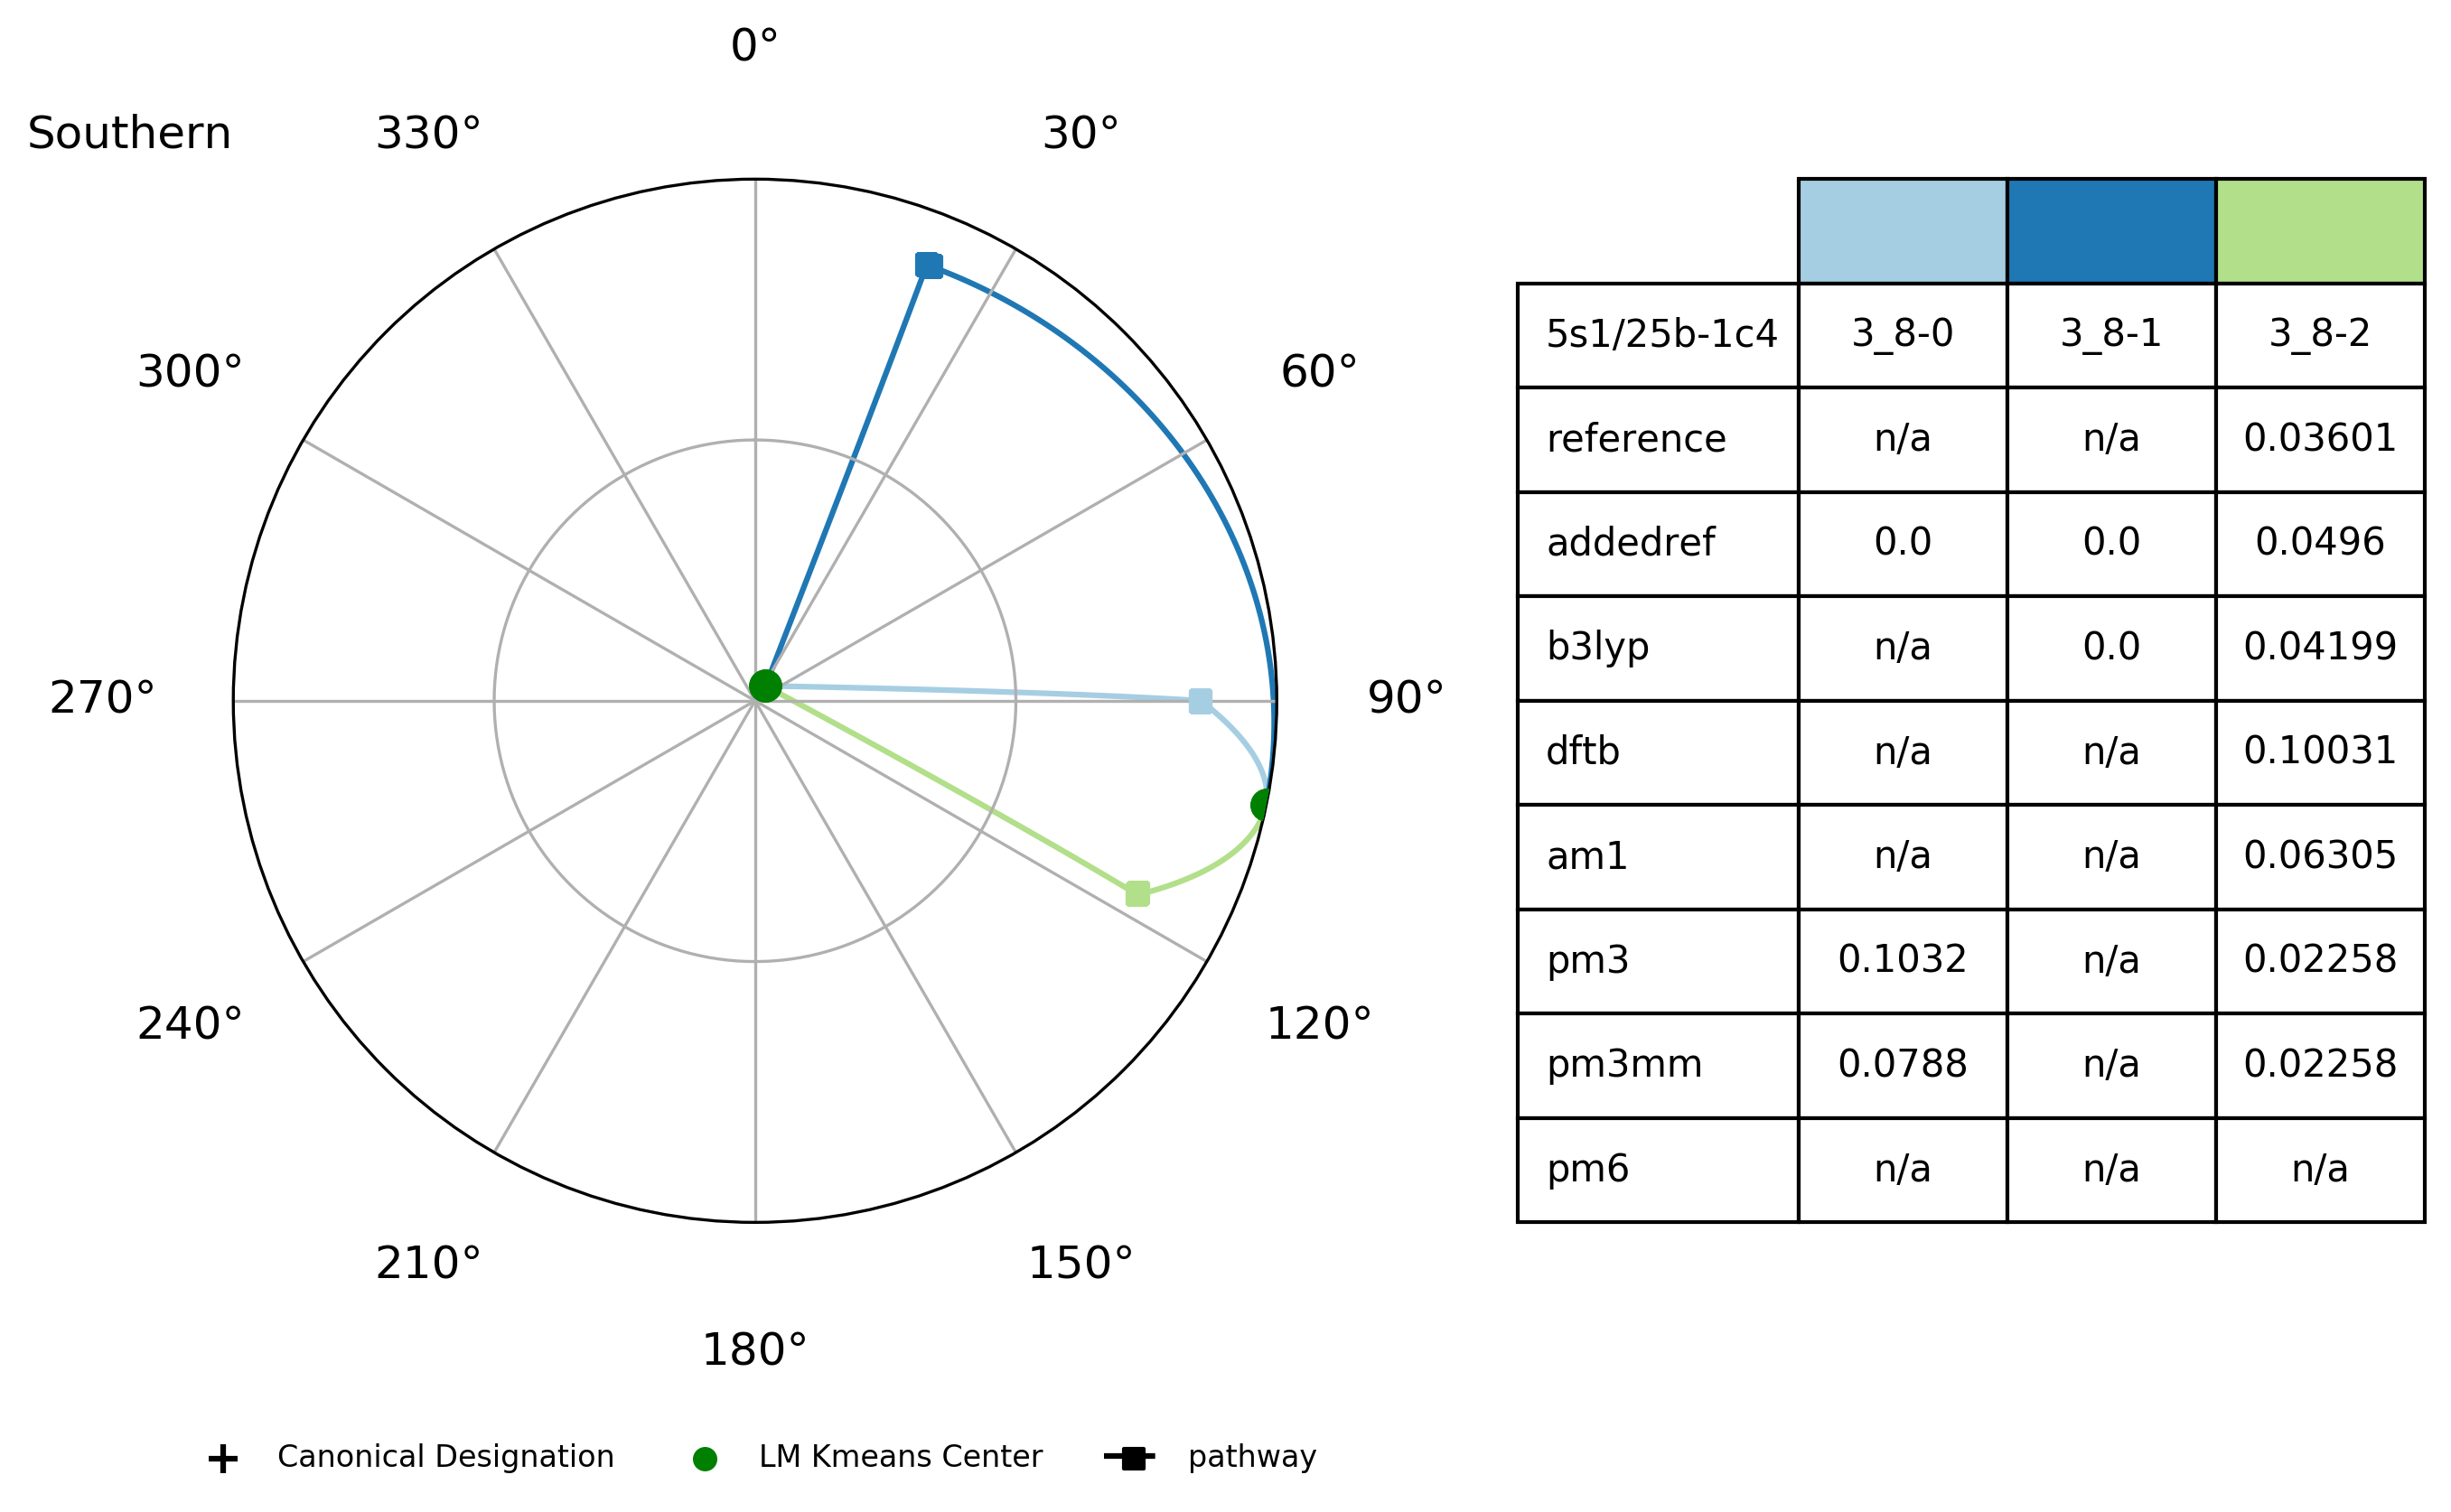 0°
Southern
330°
30°
300°
60°
270°
90°
240°
120°
210°
150°
180°
5s1/25b-1c4 3_8-0 3_8-1 3_8-2
reference n/a n/a 0.03601
addedref 0.0 0.0 0.0496
b3lyp n/a 0.0 0.04199
dftb n/a n/a 0.10031
am1 n/a n/a 0.06305
pm3 0.1032 n/a 0.02258
pm3mm 0.0788 n/a 0.02258
pm6 n/a n/a n/a
Canonical Designation
LM Kmeans Center
pathway